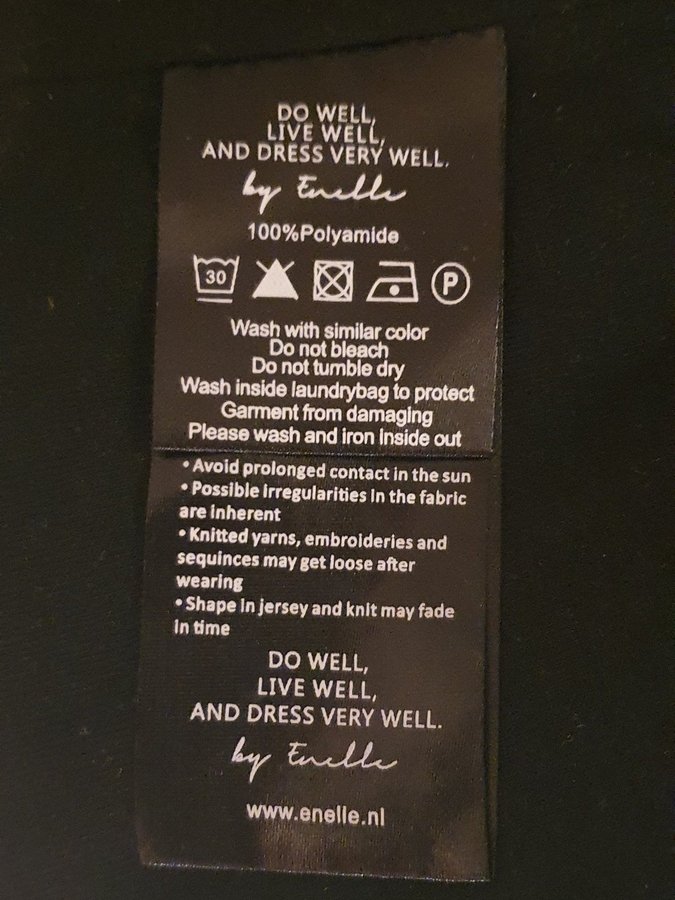 DO WELL,
LIVE WELL,
AND DRESS VERY WELL.
by Enelle
100%Polyamide
30 P
Wash with similar color
Do not bleach
Do not tumble dry
Wash inside laundrybag to protect
Garment from damaging
Please wash and iron inside out
• Avoid prolonged contact in the sun
• Possible irregularities in the fabric
are inherent
• Knitted yarns, embroideries and
sequinces may get loose after
wearing
• Shape in jersey and knit may fade
in time
DO WELL,
LIVE WELL,
AND DRESS VERY WELL.
by Enelle
www.enelle.nl